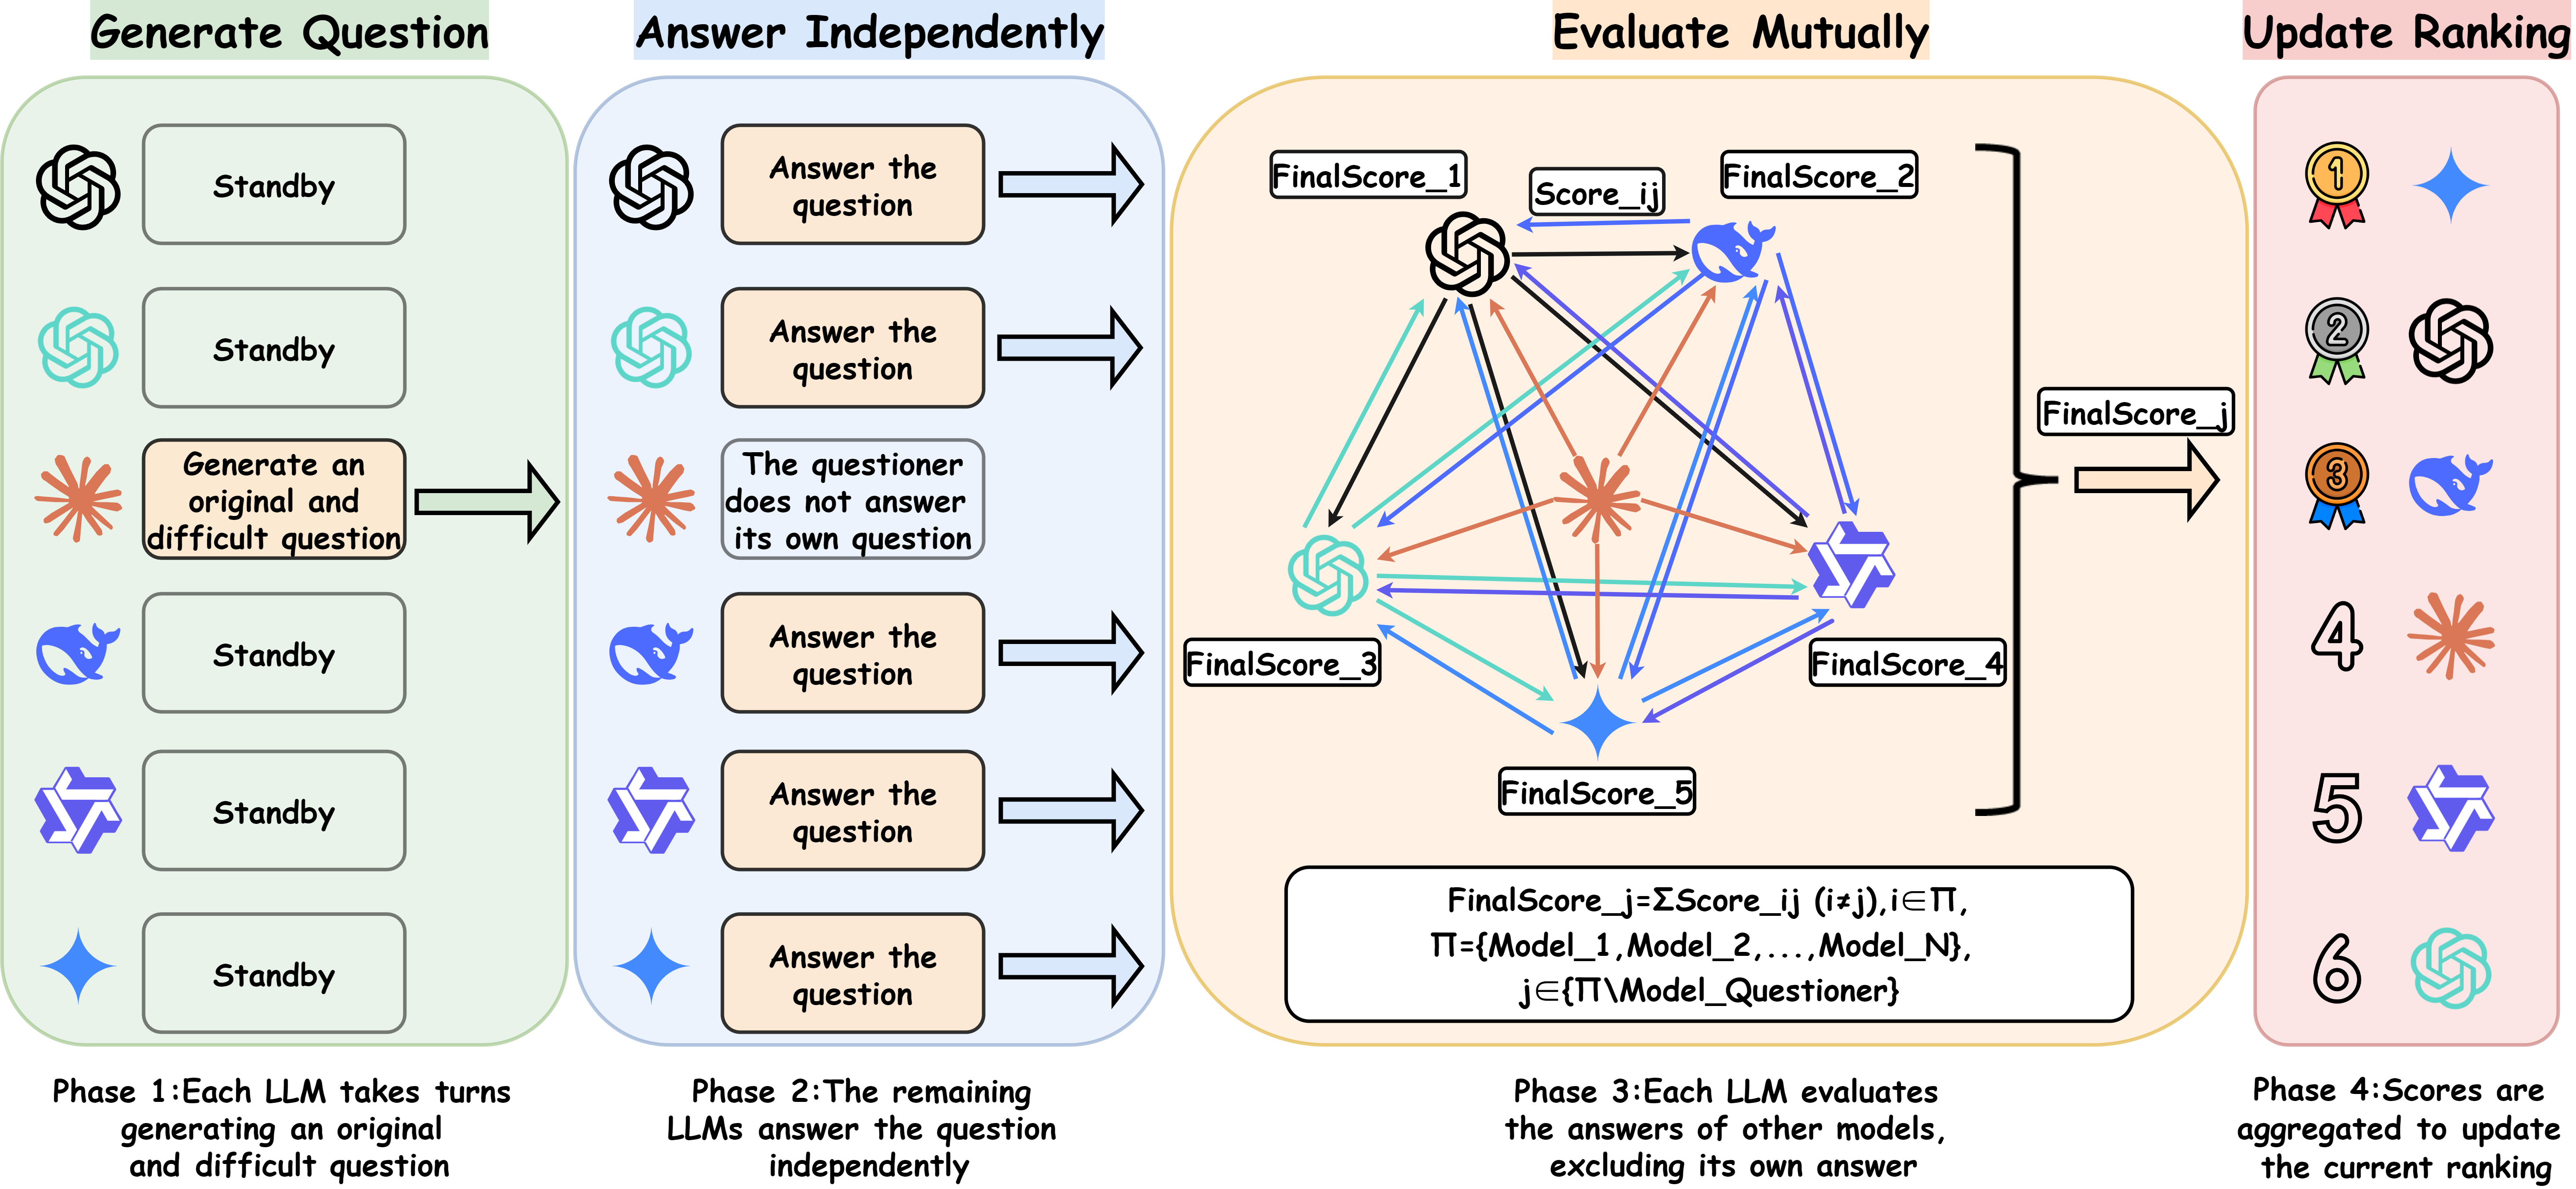 Generate Question
Standby
Standby
Generate an
original and
difficult question
Standby
Standby
Standby
Phase 1:Each LLM takes turns
generating an original
and difficult question
Answer Independently
Answer the
question
Answer the
question
The questioner
does not answer
its own question
Answer the
question
Answer the
question
Answer the
question
Phase 2:The remaining
LLMs answer the question
independently
Evaluate Mutually
FinalScore_1
Score_ij
FinalScore_2
FinalScore_3
FinalScore_4
FinalScore_5
FinalScore_j
FinalScore_j=ΣScore_ij (i≠j),i∈Π,
Π={Model_1,Model_2,...,Model_N},
j∈{Π\Model_Questioner}
Phase 3:Each LLM evaluates
the answers of other models,
excluding its own answer
Update Ranking
1
2
3
4
5
6
Phase 4:Scores are
aggregated to update
the current ranking